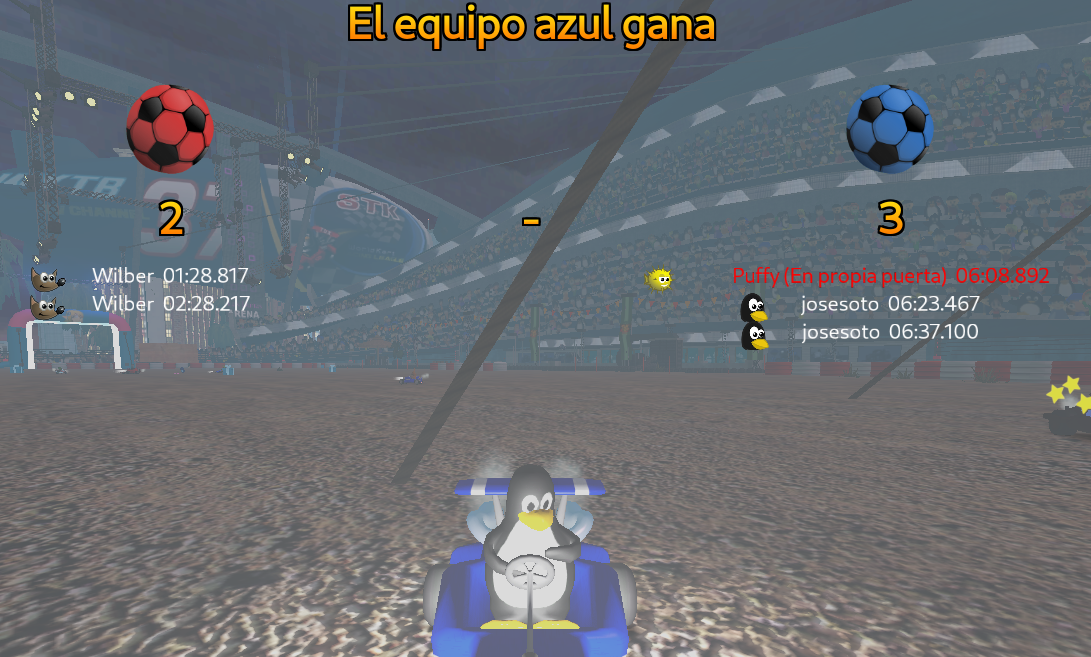 El equipo azul gana
2 - 3
Wilber 01:28.817
Wilber 02:28.217
Puffy (En propia puerta) 06:08.892
josesoto 06:23.467
josesoto 06:37.100
STK